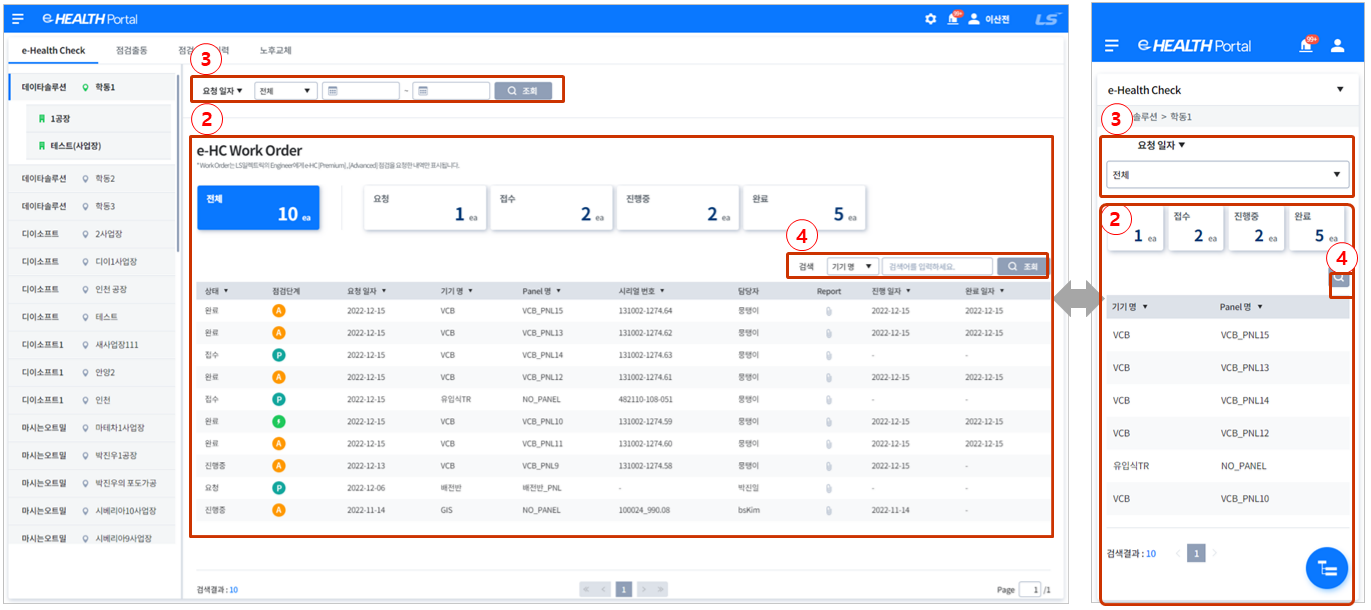 e-HEALTH Portal
99+
이산전
LS
e-Health Check
점검출동
점검
력
노후교체
데이타솔루션 학동1
1공장
테스트(사업장)
데이타솔루션 학동2
데이타솔루션 학동3
디이소프트 2사업장
디이소프트 디이1사업장
디이소프트 인천 공장
디이소프트 테스트
디이소프트1 새사업장111
디이소프트1 안양2
디이소프트1 인천
마시는오트밀 마테차1사업장
마시는오트밀 박진우1공장
마시는오트밀 박진우의 포도가공
마시는오트밀 시베리아10사업장
마시는오트밀 시베리아9사업장
3
요청 일자 ▼ 전체 ▼ ~ 조회
2
e-HC Work Order
* Work Order는 LS일렉트릭의 Engineer에게 e-HC [Premium], [Advanced] 점검을 요청한 내역만 표시됩니다.
전체 10 ea
요청 1 ea
접수 2 ea
진행중 2 ea
완료 5 ea
4
검색 기기 명 ▼ 검색어를 입력하세요. 조회
상태 ▼ 점검단계 요청 일자 ▼ 기기 명 ▼ Panel 명 ▼ 시리얼 번호 ▼ 담당자 Report 진행 일자 ▼ 완료 일자 ▼
완료 A 2022-12-15 VCB VCB_PNL15 131002-1274.64 몽탱이 2022-12-15 2022-12-15
완료 A 2022-12-15 VCB VCB_PNL13 131002-1274.62 몽탱이 2022-12-15 2022-12-15
접수 P 2022-12-15 VCB VCB_PNL14 131002-1274.63 몽탱이 - -
완료 A 2022-12-15 VCB VCB_PNL12 131002-1274.61 몽탱이 2022-12-15 2022-12-15
접수 P 2022-12-15 유입식TR NO_PANEL 482110-108-051 몽탱이 - -
완료 2022-12-15 VCB VCB_PNL10 131002-1274.59 몽탱이 2022-12-15 2022-12-15
완료 A 2022-12-15 VCB VCB_PNL11 131002-1274.60 몽탱이 2022-12-15 2022-12-15
진행중 A 2022-12-13 VCB VCB_PNL9 131002-1274.58 몽탱이 2022-12-15 -
요청 P 2022-12-06 배전반 배전반_PNL - 박진일 - -
진행중 A 2022-11-14 GIS NO_PANEL 100024_990.08 bsKim 2022-11-14 -
검색결과 : 10
« ‹ 1 › »
Page 1 /1
e-HEALTH Portal
99+
e-Health Check ▼
솔루션 > 학동1
3
요청 일자 ▼
전체 ▼
2
1 ea
접수 2 ea
진행중 2 ea
완료 5 ea
4
기기 명 ▼ Panel 명 ▼
VCB VCB_PNL15
VCB VCB_PNL13
VCB VCB_PNL14
VCB VCB_PNL12
유입식TR NO_PANEL
VCB VCB_PNL10
검색결과 : 10 ‹ 1 ›